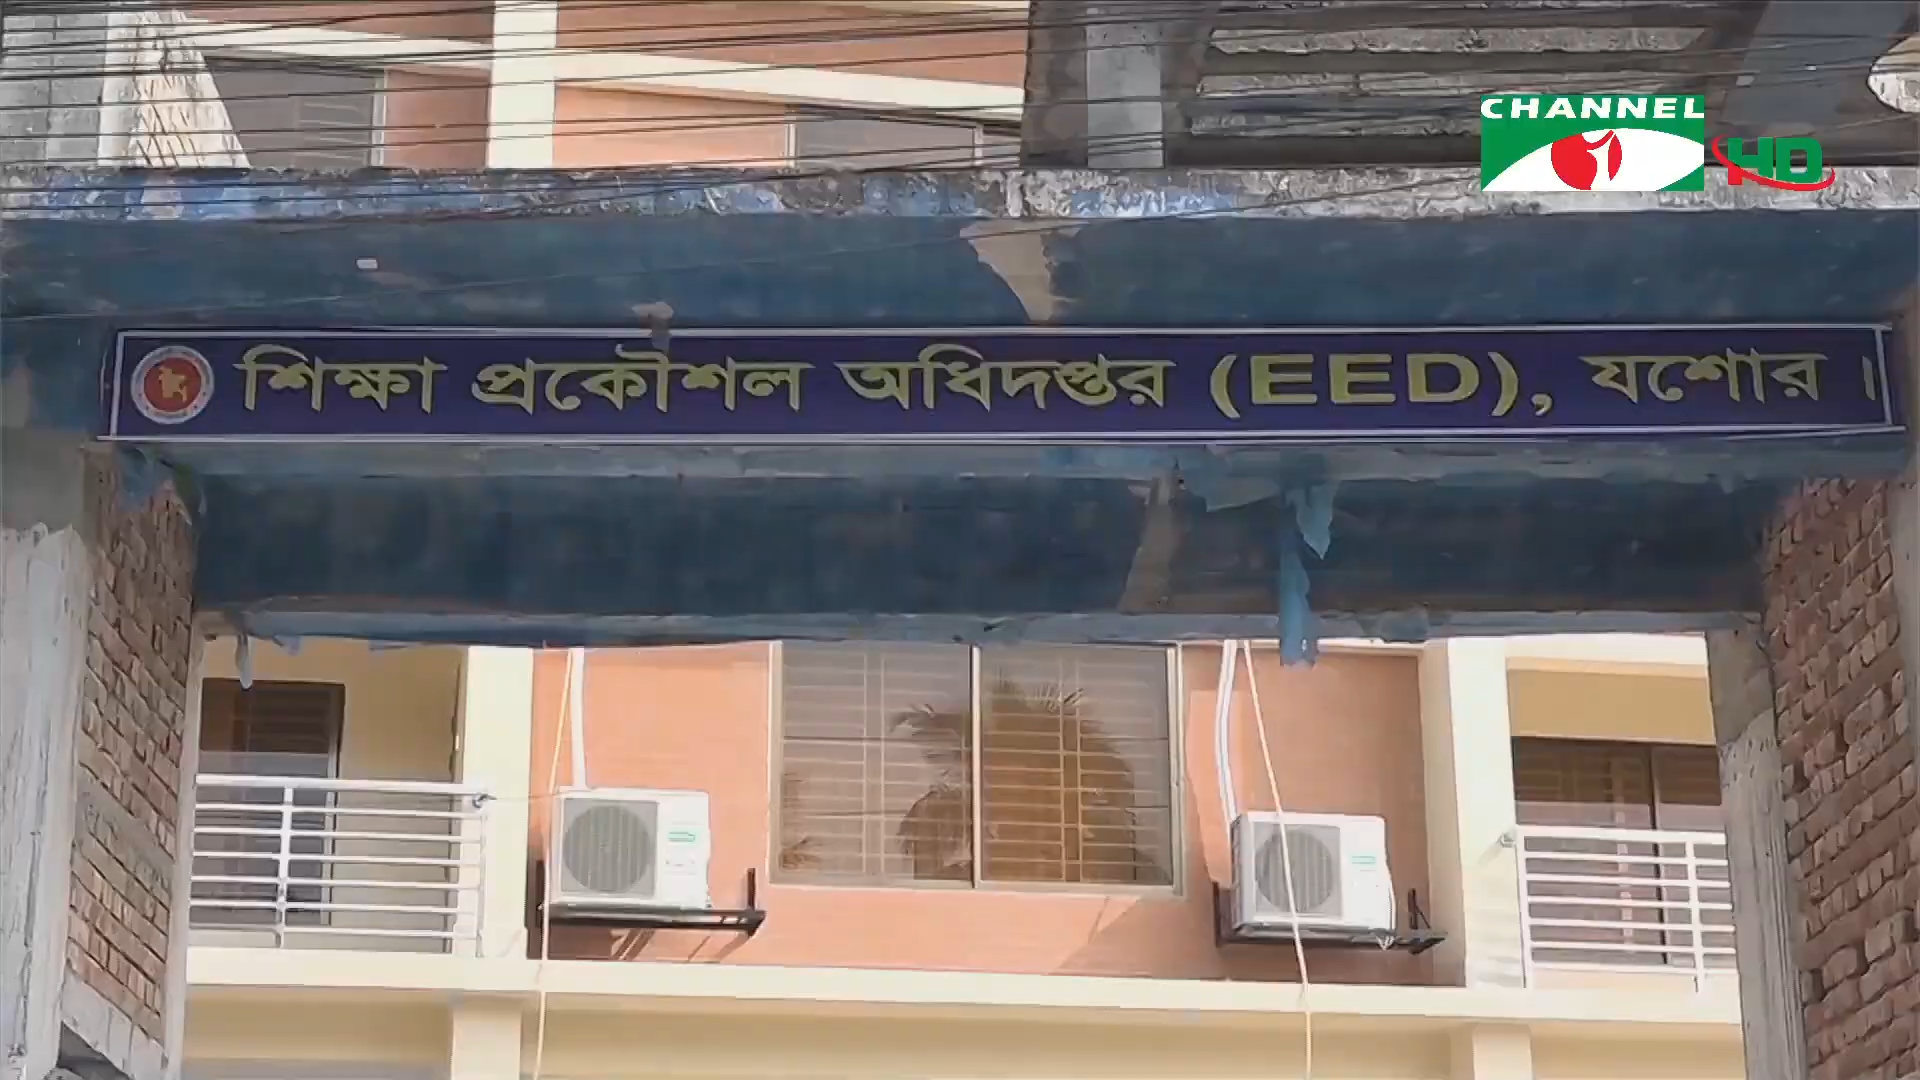 CHANNEL
HD
শিক্ষা প্রকৌশল অধিদপ্তর (EED), যশোর ।